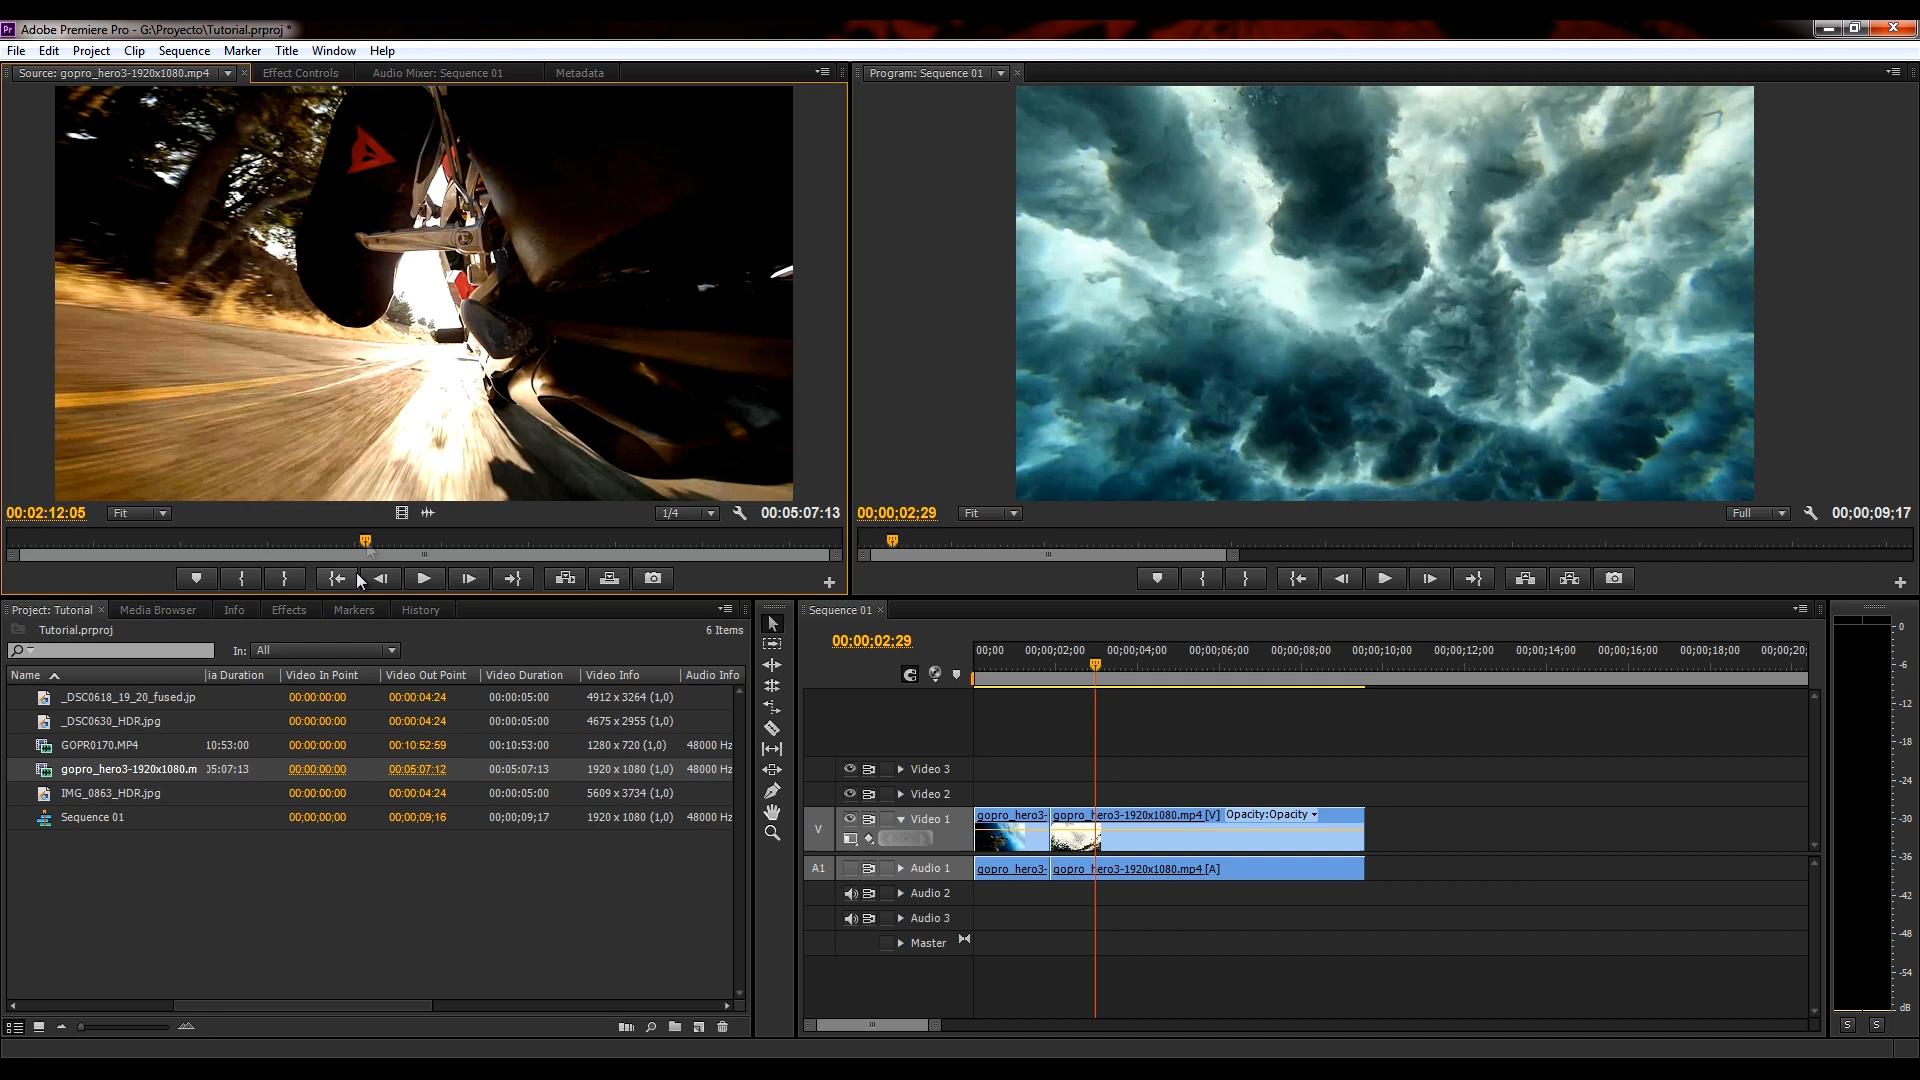 Pr Adobe Premiere Pro - G:\Proyecto\Tutorial.prproj *
File Edit Project Clip Sequence Marker Title Window Help
Source: gopro_hero3-1920x1080.mp4 Effect Controls Audio Mixer: Sequence 01 Metadata
Program: Sequence 01
00:02:12:05 Fit 1/4 00:05:07:13
00;00;02;29 Fit Full 00;00;09;17
Project: Tutorial Media Browser Info Effects Markers History
Tutorial.prproj 6 Items
In: All
Name ia Duration Video In Point Video Out Point Video Duration Video Info Audio Info
_DSC0618_19_20_fused.jp 00:00:00:00 00:00:04:24 00:00:05:00 4912 x 3264 (1,0)
_DSC0630_HDR.jpg 00:00:00:00 00:00:04:24 00:00:05:00 4675 x 2955 (1,0)
GOPR0170.MP4 10:53:00 00:00:00:00 00:10:52:59 00:10:53:00 1280 x 720 (1,0) 48000 Hz
gopro_hero3-1920x1080.m 05:07:13 00:00:00:00 00:05:07:12 00:05:07:13 1920 x 1080 (1,0) 48000 Hz
IMG_0863_HDR.jpg 00:00:00:00 00:00:04:24 00:00:05:00 5609 x 3734 (1,0)
Sequence 01 00;00;00;00 00;00;09;16 00;00;09;17 1920 x 1080 (1,0) 48000 Hz
Sequence 01
00;00;02;29
00;00 00;00;02;00 00;00;04;00 00;00;06;00 00;00;08;00 00;00;10;00 00;00;12;00 00;00;14;00 00;00;16;00 00;00;18;00 00;00;20;
Video 3
Video 2
V Video 1 gopro_hero3- gopro_hero3-1920x1080.mp4 [V] Opacity:Opacity
A1 Audio 1 gopro_hero3- gopro_hero3-1920x1080.mp4 [A]
Audio 2
Audio 3
Master
0
-6
-12
-18
-24
-30
-36
-42
-48
-54
dB
S S